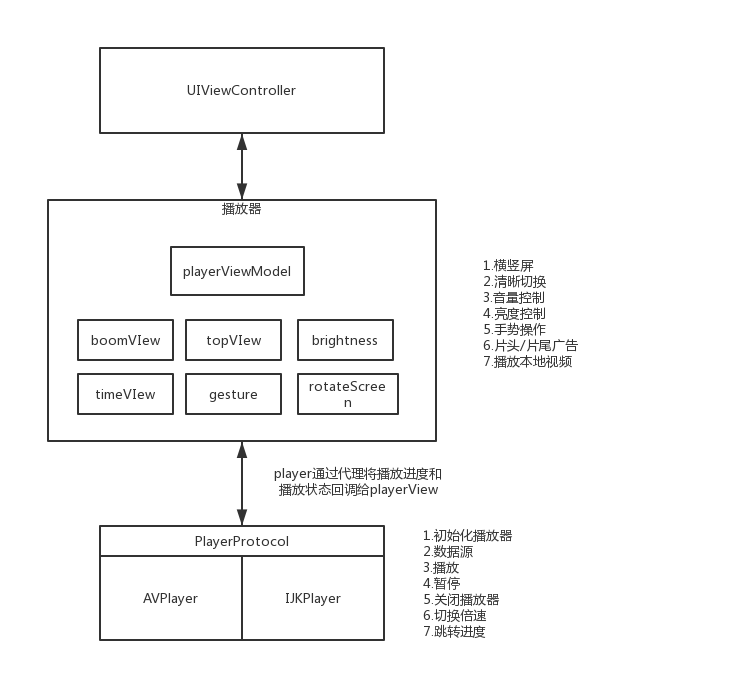 UIViewController
播放器
playerViewModel
boomVIew
topVIew
brightness
timeVIew
gesture
rotateScree
n
1.横竖屏
2.清晰切换
3.音量控制
4.亮度控制
5.手势操作
6.片头/片尾广告
7.播放本地视频
player通过代理将播放进度和
播放状态回调给playerView
PlayerProtocol
AVPlayer
IJKPlayer
1.初始化播放器
2.数据源
3.播放
4.暂停
5.关闭播放器
6.切换倍速
7.跳转进度